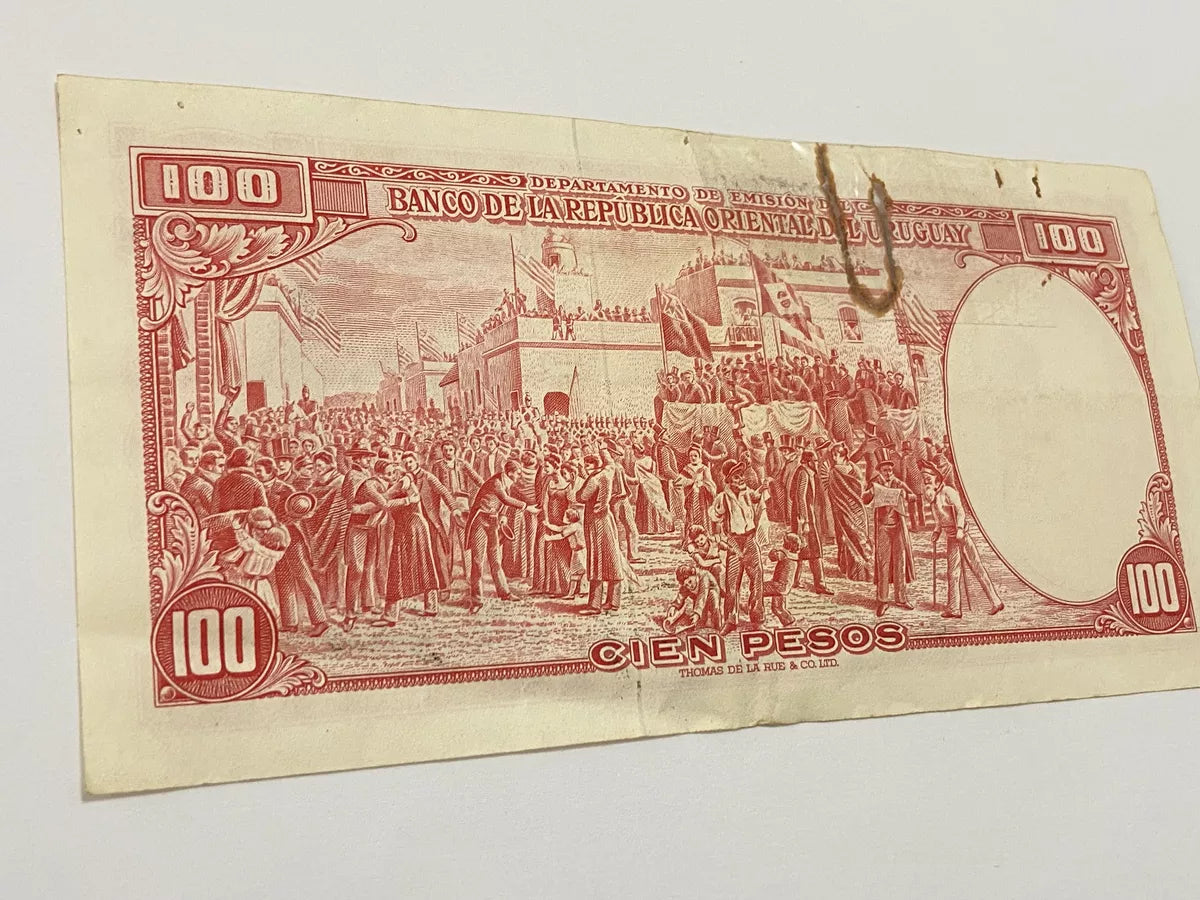 100
DEPARTAMENTO DE EMISIÓN DEL
BANCO DE LA REPÚBLICA ORIENTAL DEL URUGUAY
100
100
CIEN PESOS
THOMAS DE LA RUE & CO. LTD.
100